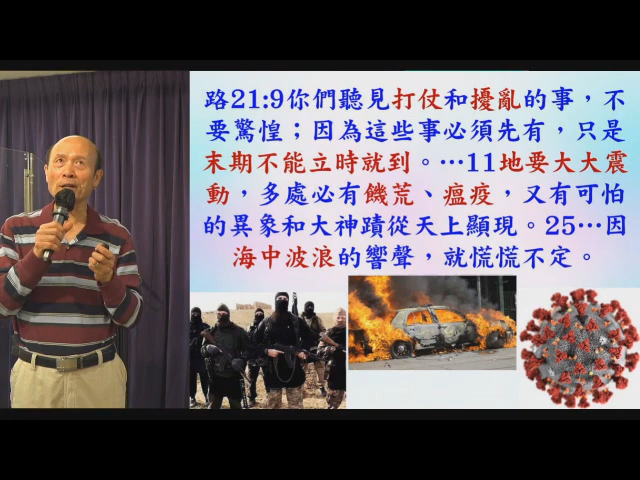 路21:9你們聽見打仗和擾亂的事，不
要驚惶；因為這些事必須先有，只是
末期不能立時就到。…11地要大大震
動，多處必有饑荒、瘟疫，又有可怕
的異象和大神蹟從天上顯現。25…因
海中波浪的響聲，就慌慌不定。